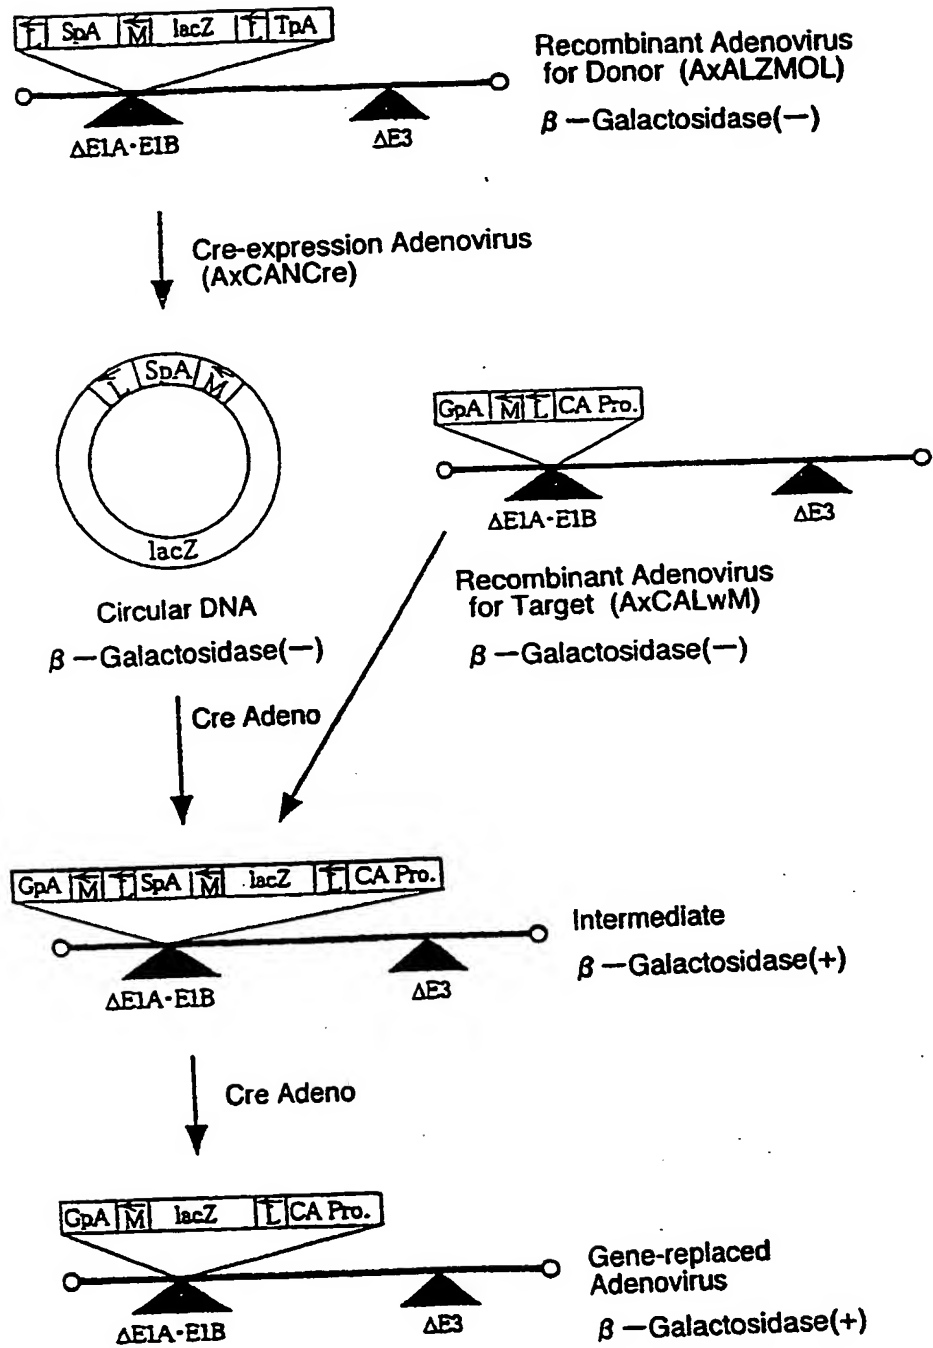 L SpA M lacZ L TpA
Recombinant Adenovirus
for Donor (AxALZMOL)
β—Galactosidase(—)
ΔE1A·E1B
ΔE3
Cre-expression Adenovirus
(AxCANCre)
L SpA M
lacZ
Circular DNA
β—Galactosidase(—)
GpA M L CA Pro.
ΔE1A·E1B
ΔE3
Recombinant Adenovirus
for Target (AxCALwM)
β—Galactosidase(—)
Cre Adeno
GpA M L SpA M lacZ L CA Pro.
Intermediate
β—Galactosidase(+)
ΔE1A·E1B
ΔE3
Cre Adeno
GpA M lacZ L CA Pro.
Gene-replaced
Adenovirus
β—Galactosidase(+)
ΔE1A·E1B
ΔE3